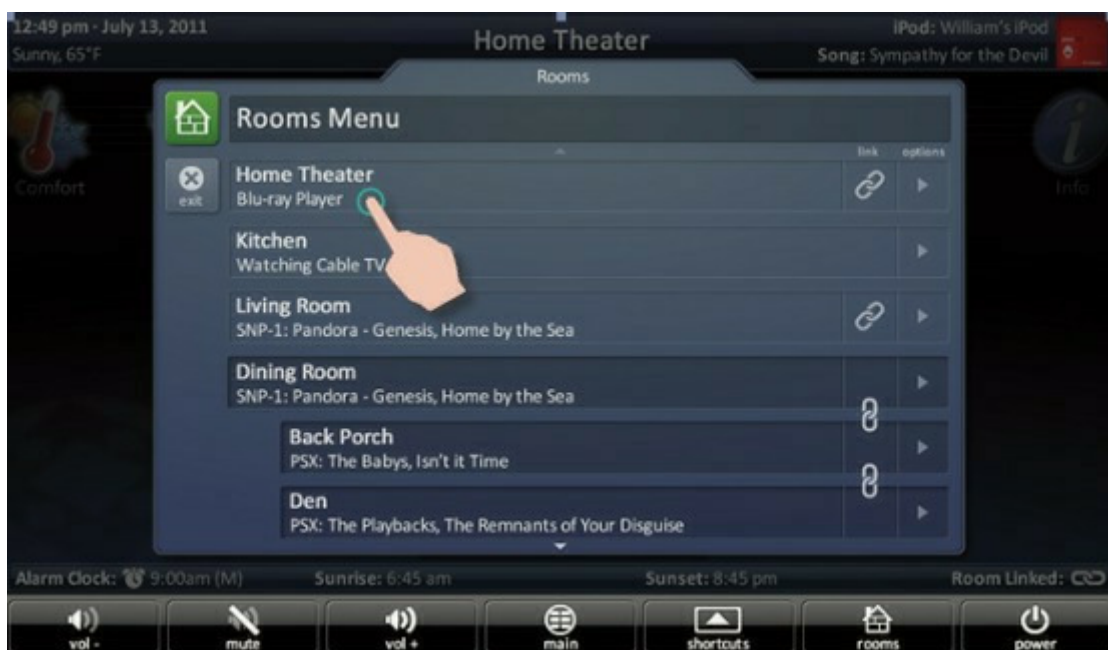 12:49 pm - July 13, 2011
Sunny, 65°F
Home Theater
iPod: William's iPod
Song: Sympathy for the Devil
Rooms
Rooms Menu
link options
Comfort
Info
exit
Home Theater
Blu-ray Player
Kitchen
Watching Cable TV
Living Room
SNP-1: Pandora - Genesis, Home by the Sea
Dining Room
SNP-1: Pandora - Genesis, Home by the Sea
Back Porch
PSX: The Babys, Isn't it Time
Den
PSX: The Playbacks, The Remnants of Your Disguise
Alarm Clock: 9:00am (M) Sunrise: 6:45 am Sunset: 8:45 pm Room Linked:
vol - mute vol + main shortcuts rooms power